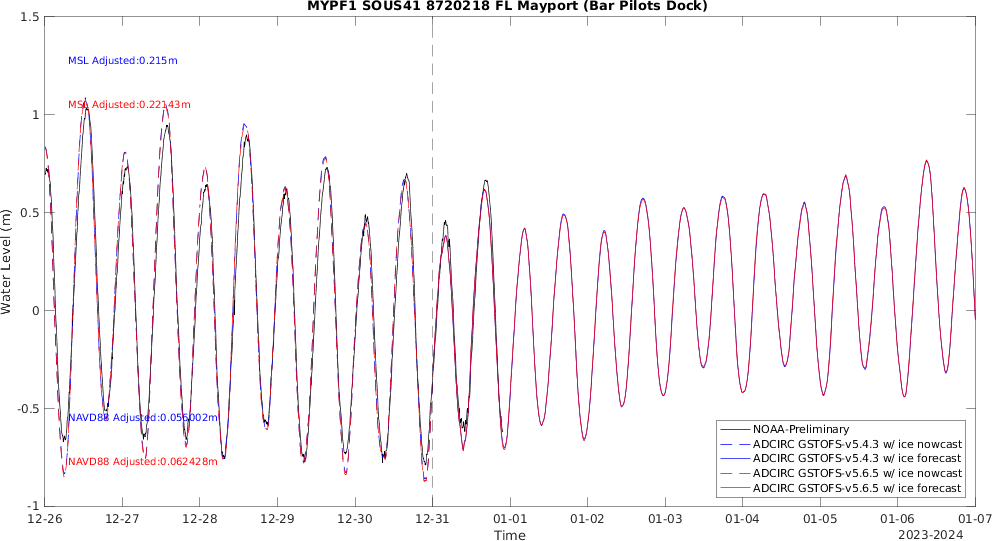 MYPF1 SOUS41 8720218 FL Mayport (Bar Pilots Dock)
1.5
1
0.5
0
-0.5
-1
Water Level (m)
MSL Adjusted:0.215m
MSL Adjusted:0.22143m
NAVD88 Adjusted:0.056002m
NAVD88 Adjusted:0.062428m
NOAA-Preliminary
ADCIRC GSTOFS-v5.4.3 w/ ice nowcast
ADCIRC GSTOFS-v5.4.3 w/ ice forecast
ADCIRC GSTOFS-v5.6.5 w/ ice nowcast
ADCIRC GSTOFS-v5.6.5 w/ ice forecast
12-26 12-27 12-28 12-29 12-30 12-31 01-01 01-02 01-03 01-04 01-05 01-06 01-07
Time
2023-2024